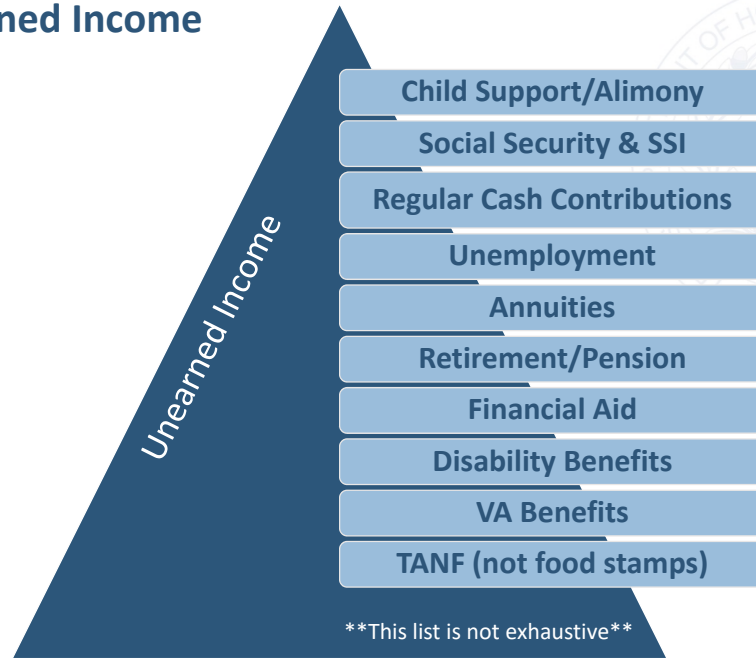 ned Income
Child Support/Alimony
Social Security & SSI
Regular Cash Contributions
Unemployment
Annuities
Retirement/Pension
Financial Aid
Disability Benefits
VA Benefits
TANF (not food stamps)
Unearned Income
**This list is not exhaustive**